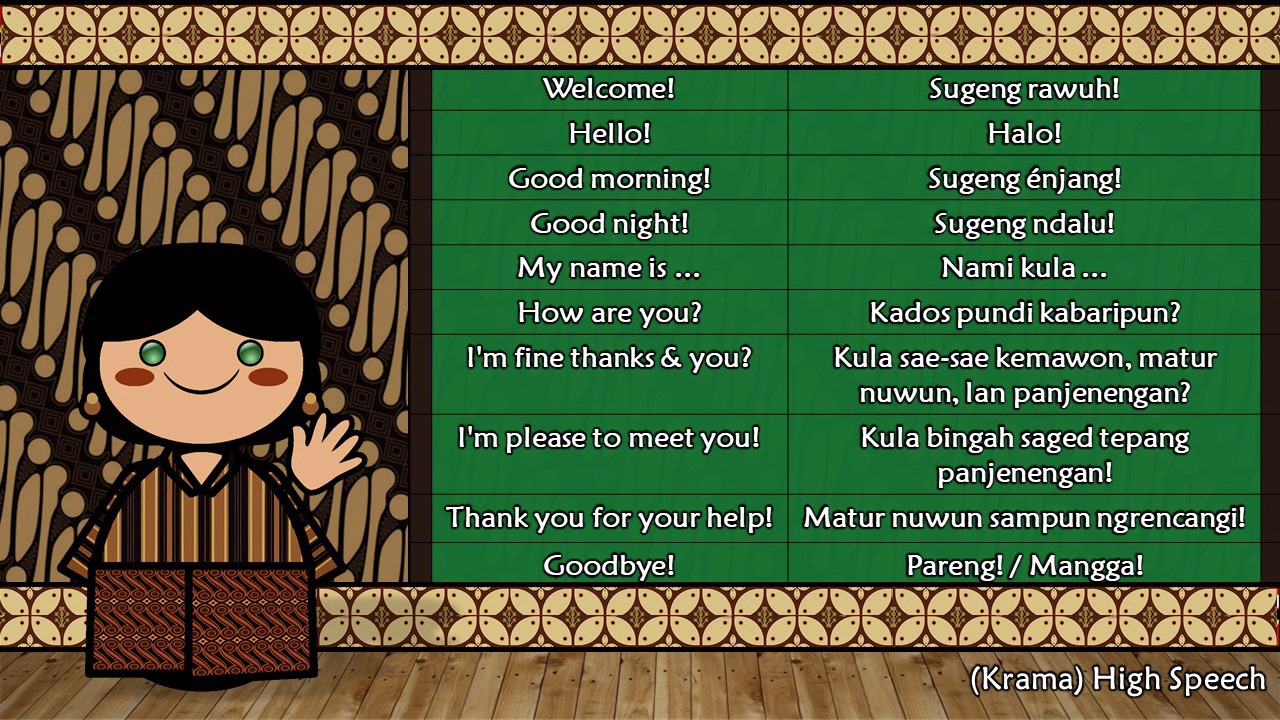 Welcome! Sugeng rawuh!
Hello! Halo!
Good morning! Sugeng énjang!
Good night! Sugeng ndalu!
My name is ... Nami kula ...
How are you? Kados pundi kabaripun?
I'm fine thanks & you? Kula sae-sae kemawon, matur
nuwun, lan panjenengan?
I'm please to meet you! Kula bingah saged tepang
panjenengan!
Thank you for your help! Matur nuwun sampun ngrencangi!
Goodbye! Pareng! / Mangga!
(Krama) High Speech